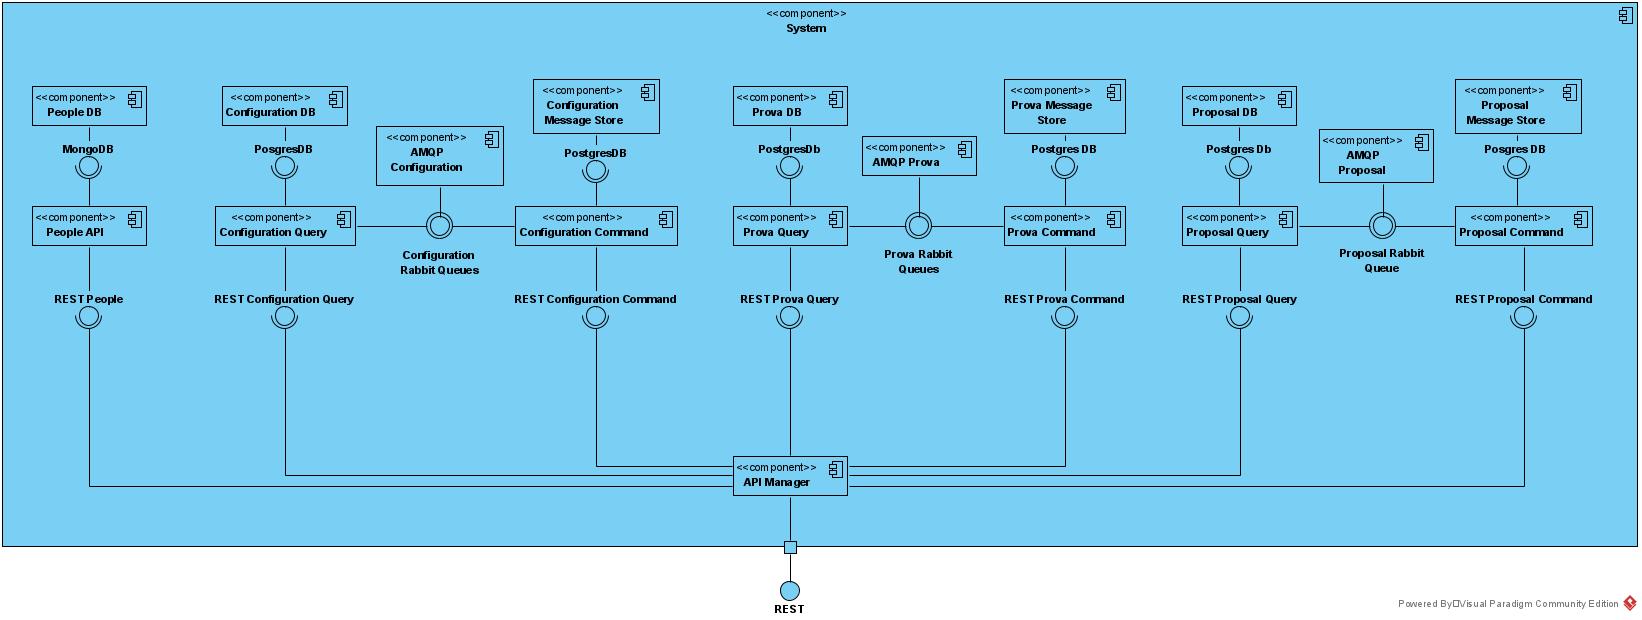 <<component>>
System
<<component>>
People DB
<<component>>
Configuration DB
<<component>>
Configuration
Message Store
<<component>>
Prova DB
<<component>>
Prova Message
Store
<<component>>
Proposal DB
<<component>>
Proposal
Message Store
MongoDB
PosgresDB
<<component>>
AMQP
Configuration
PostgresDB
PostgresDb
<<component>>
AMQP Prova
Postgres DB
Postgres Db
<<component>>
AMQP
Proposal
Posgres DB
<<component>>
People API
<<component>>
Configuration Query
<<component>>
Configuration Command
<<component>>
Prova Query
<<component>>
Prova Command
<<component>>
Proposal Query
<<component>>
Proposal Command
Configuration
Rabbit Queues
Prova Rabbit
Queues
Proposal Rabbit
Queue
REST People
REST Configuration Query
REST Configuration Command
REST Prova Query
REST Prova Command
REST Proposal Query
REST Proposal Command
<<component>>
API Manager
REST
Powered By□Visual Paradigm Community Edition